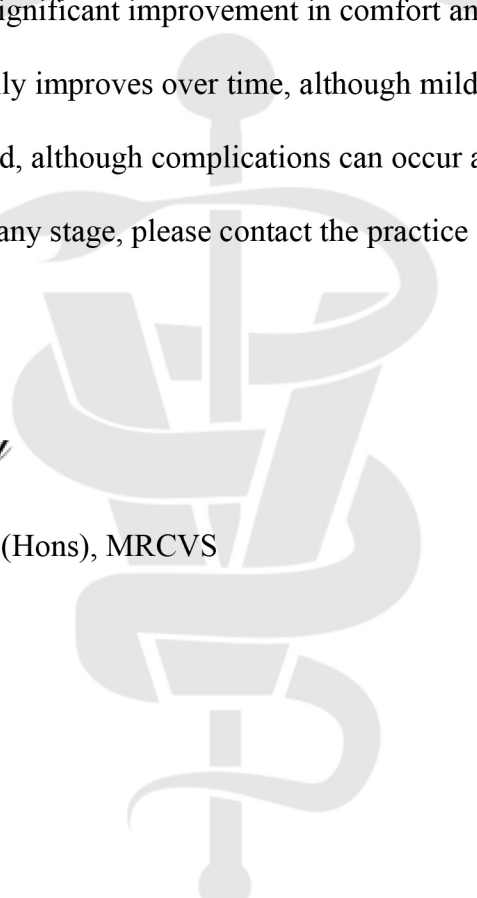 ignificant improvement in comfort an
ly improves over time, although mild
d, although complications can occur a
any stage, please contact the practice
(Hons), MRCVS